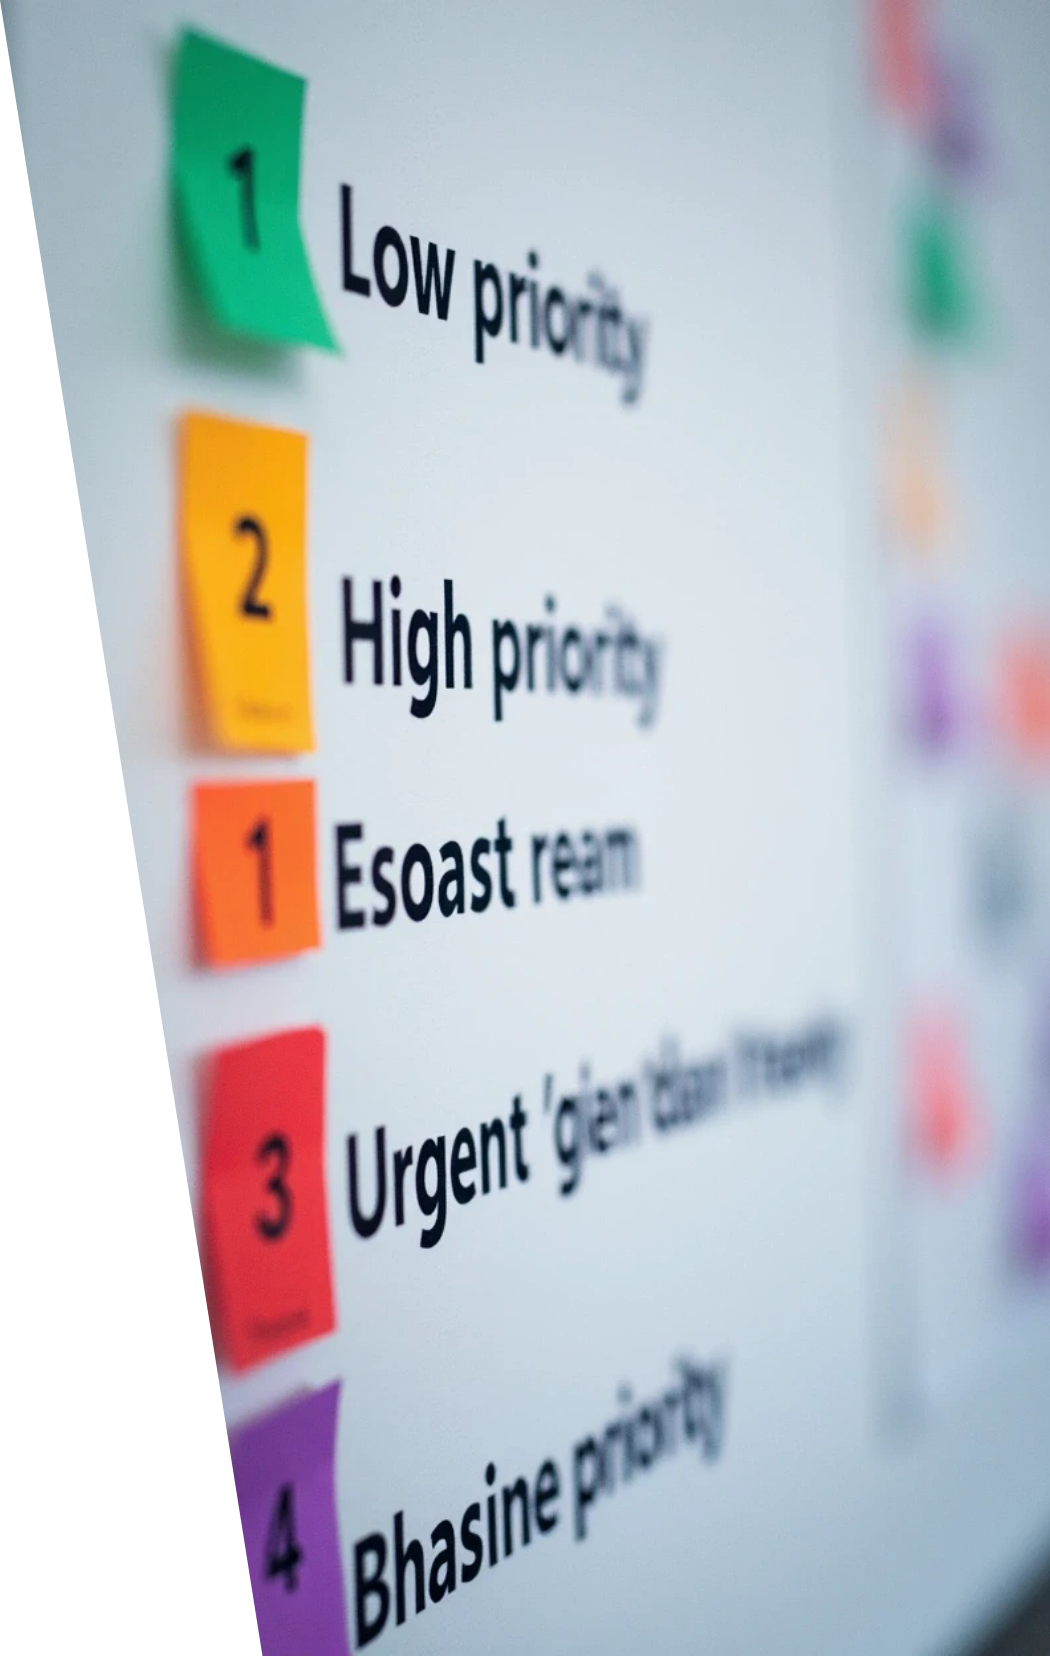 1 Low priority
2 High priority
1 Esoast ream
3 Urgent
4 Bhasine priority